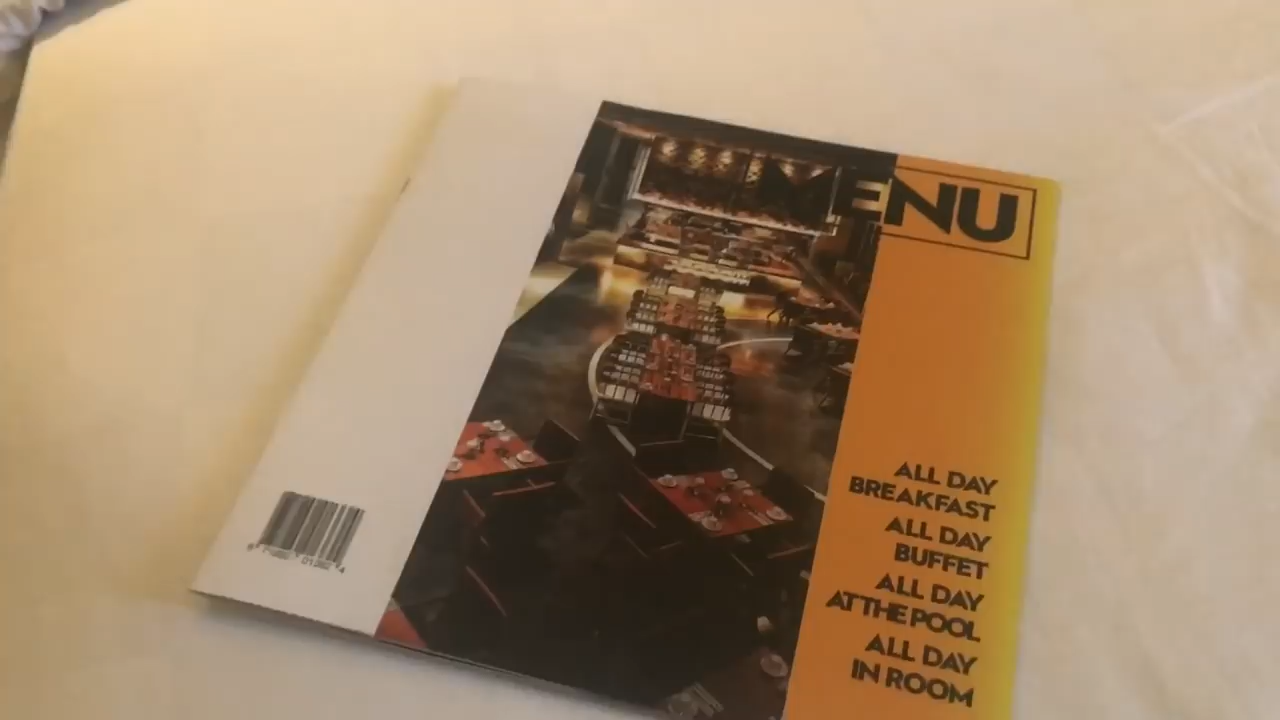 MENU
ALL DAY
BREAKFAST
ALL DAY
BUFFET
ALL DAY
AT THE POOL
ALL DAY
IN ROOM